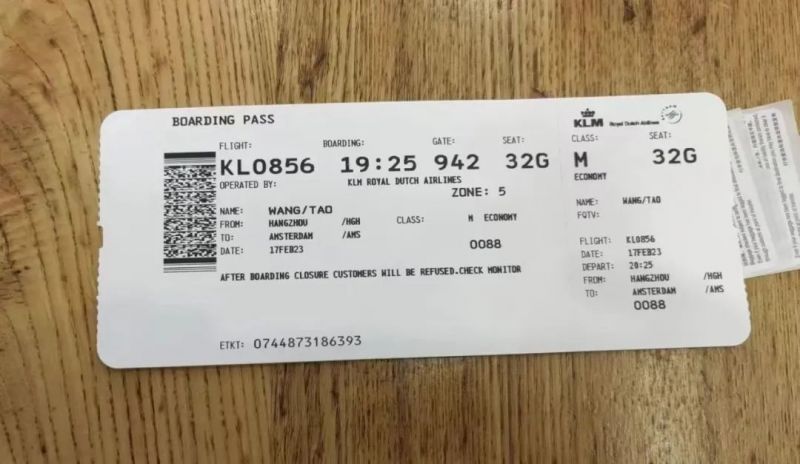 BOARDING PASS
FLIGHT: BOARDING: GATE: SEAT:
KL0856 19:25 942 32G
OPERATED BY: KLM ROYAL DUTCH AIRLINES
ZONE: 5
NAME: WANG/TAO
FROM: HANGZHOU /HGH CLASS: M ECONOMY
TO: AMSTERDAM /AMS
DATE: 17FEB23 0088
AFTER BOARDING CLOSURE CUSTOMERS WILL BE REFUSED.CHECK MONITOR
ETKT: 0744873186393
KLM Royal Dutch Airlines
CLASS: SEAT:
M 32G
ECONOMY
NAME: WANG/TAO
FQTV:
FLIGHT: KL0856
DATE: 17FEB23
DEPART: 20:25
FROM: HANGZHOU /HGH
TO: AMSTERDAM /AMS
0088